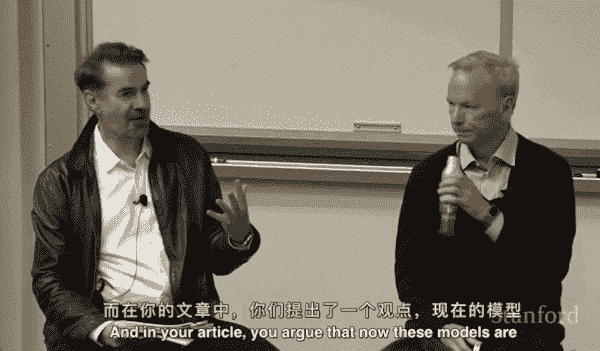 而在你的文章中，你们提出了一个观点，现在的模型
Stanford
And in your article, you argue that now these models are